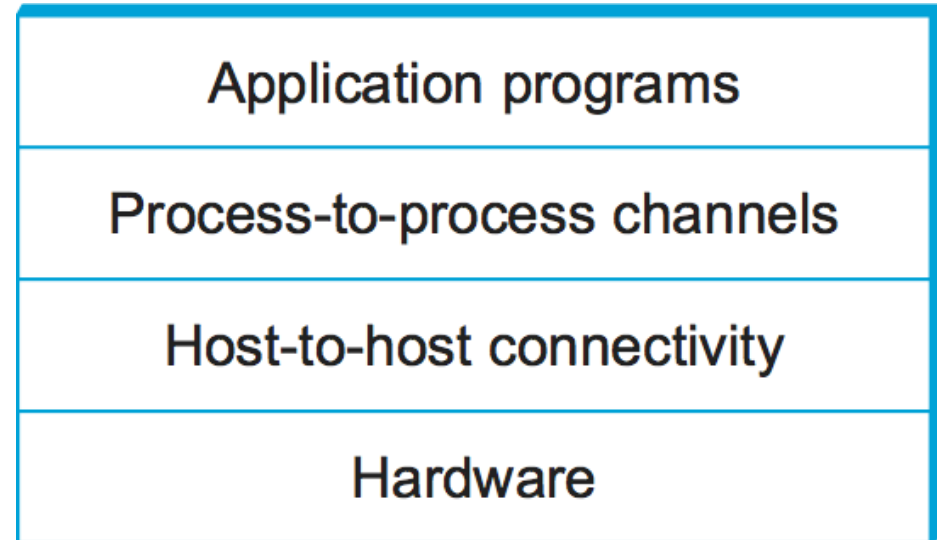 Application programs
Process-to-process channels
Host-to-host connectivity
Hardware